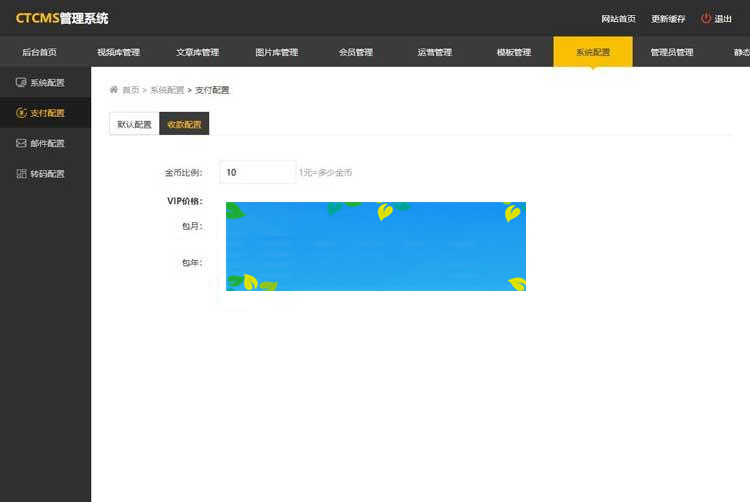 CTCMS管理系统
网站首页 更新缓存 退出
后台首页 视频库管理 文章库管理 图片库管理 会员管理 运营管理 模板管理 系统配置 管理员管理 静态
系统配置
支付配置
邮件配置
转码配置
首页 > 系统配置 > 支付配置
默认配置 收款配置
金币比例: 10 1元=多少金币
VIP价格:
包月:
包年: